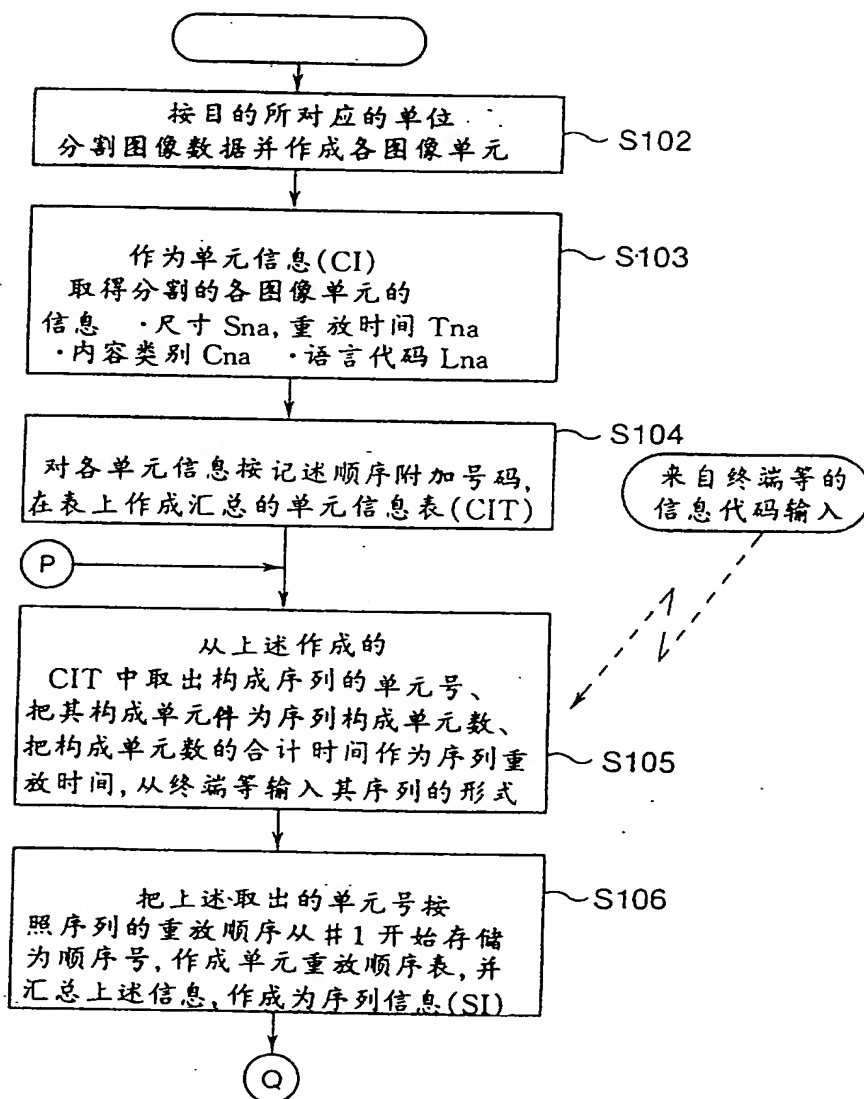 按目的所对应的单位
分割图像数据并作成各图像单元
S102
作为单元信息(CI)
取得分割的各图像单元的
信息 ·尺寸 Sna,重放时间 Tna
·内容类别 Cna ·语言代码 Lna
S103
对各单元信息按记述顺序附加号码,
在表上作成汇总的单元信息表(CIT)
S104
来自终端等的
信息代码输入
P
从上述作成的
CIT 中取出构成序列的单元号、
把其构成单元件为序列构成单元数、
把构成单元数的合计时间作为序列重
放时间,从终端等输入其序列的形式
S105
把上述取出的单元号按
照序列的重放顺序从 #1 开始存储
为顺序号,作成单元重放顺序表,并
汇总上述信息,作成为序列信息(SI)
S106
Q